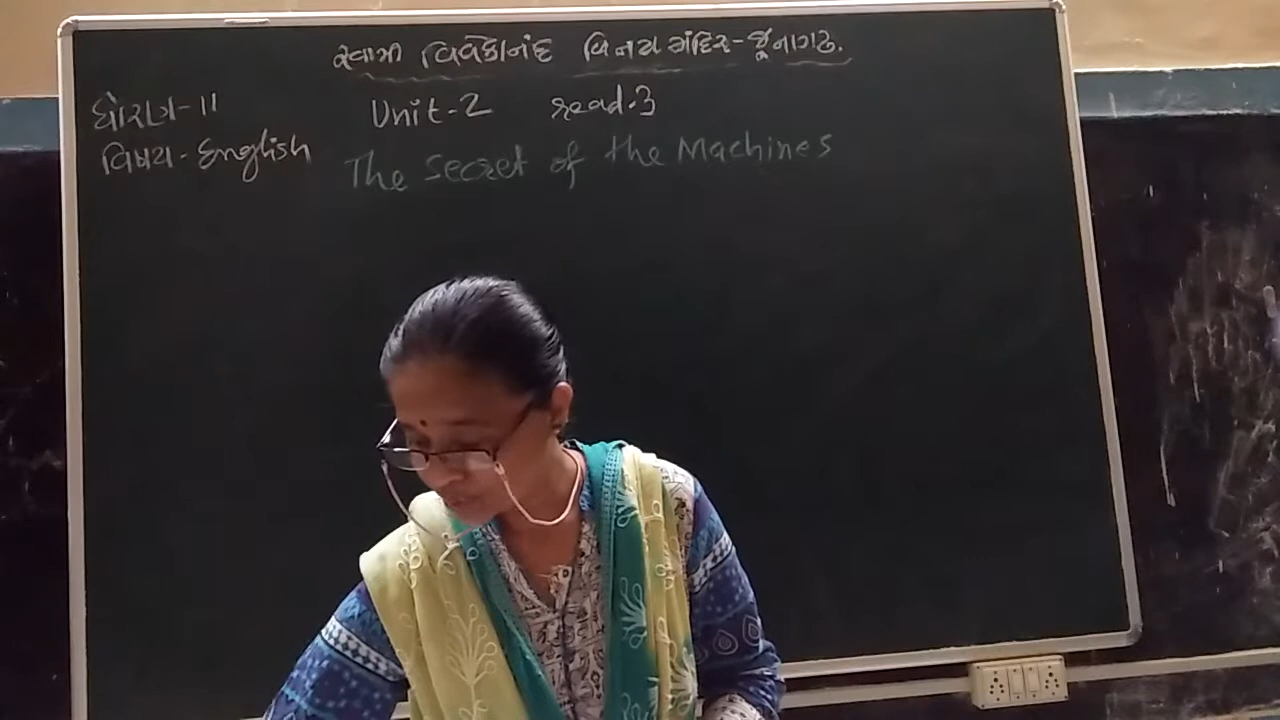 સ્વામી વિવેકાનંદ વિનય મંદિર-જૂનાગઢ.
ધોરણ-11
Unit-2 read.3
વિષય-English
The Secret of the Machines